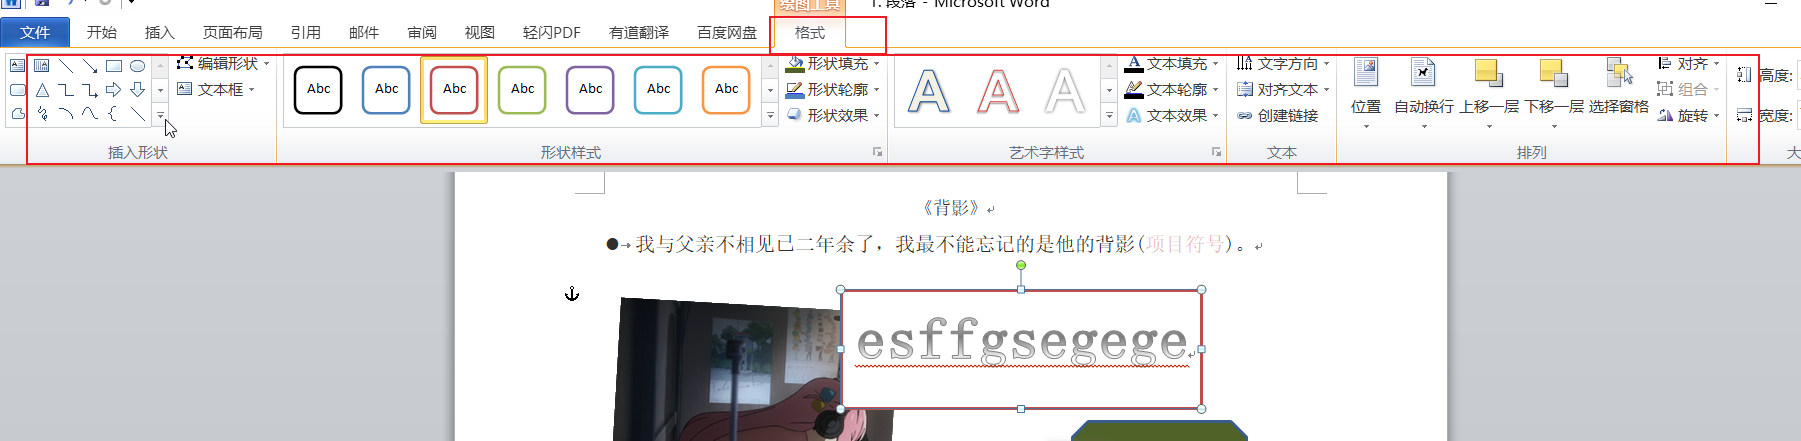 绘图工具 1. 段落 - Microsoft Word
文件 开始 插入 页面布局 引用 邮件 审阅 视图 轻闪PDF 有道翻译 百度网盘 格式
编辑形状 形状填充 文本填充 文字方向 对齐 高度:
Abc Abc Abc Abc Abc Abc Abc
文本框 形状轮廓 A A A 文本轮廓 对齐文本 位置 自动换行 上移一层 下移一层 选择窗格 组合
形状效果 文本效果 创建链接 旋转 宽度:
插入形状 形状样式 艺术字样式 文本 排列 大
《背影》
我与父亲不相见已二年余了，我最不能忘记的是他的背影(项目符号)。
esffgsegege